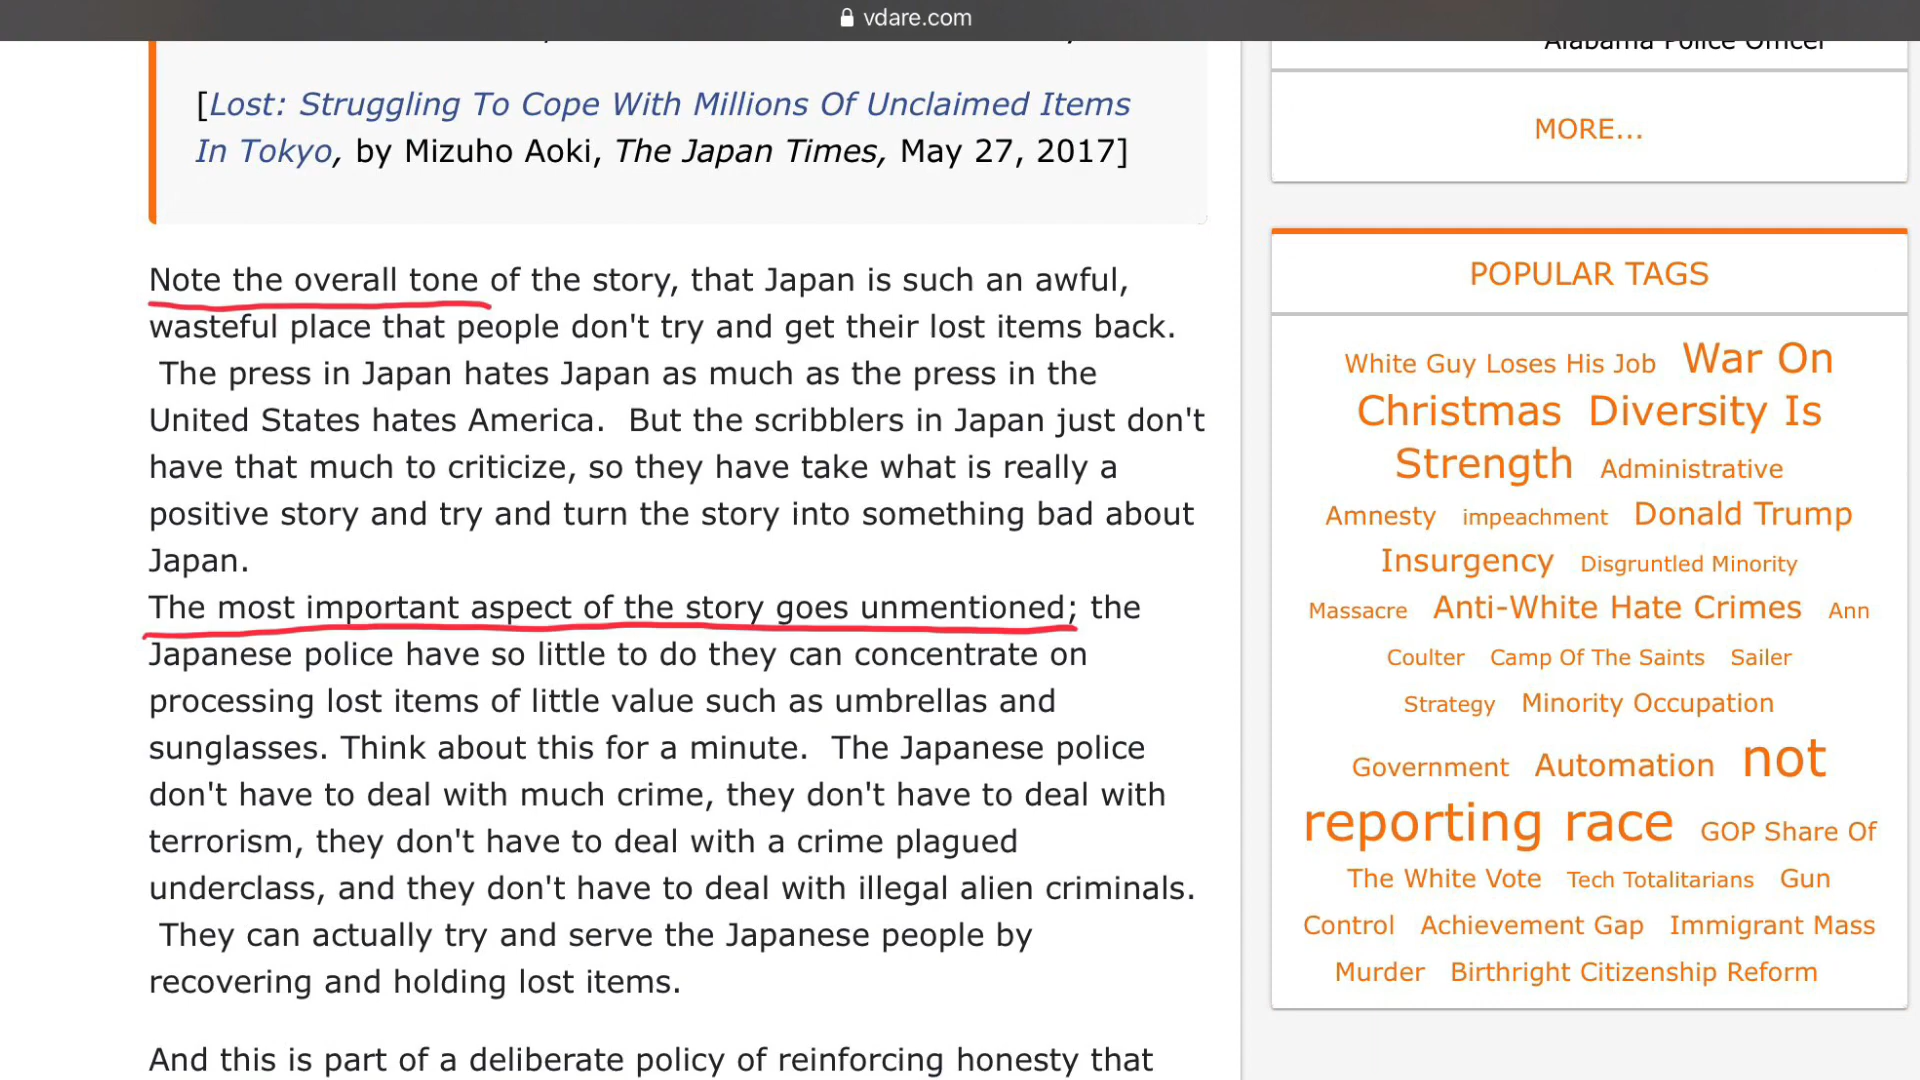 vdare.com
[Lost: Struggling To Cope With Millions Of Unclaimed Items
In Tokyo, by Mizuho Aoki, The Japan Times, May 27, 2017]
Note the overall tone of the story, that Japan is such an awful,
wasteful place that people don't try and get their lost items back.
The press in Japan hates Japan as much as the press in the
United States hates America.  But the scribblers in Japan just don't
have that much to criticize, so they have take what is really a
positive story and try and turn the story into something bad about
Japan.
The most important aspect of the story goes unmentioned; the
Japanese police have so little to do they can concentrate on
processing lost items of little value such as umbrellas and
sunglasses. Think about this for a minute.  The Japanese police
don't have to deal with much crime, they don't have to deal with
terrorism, they don't have to deal with a crime plagued
underclass, and they don't have to deal with illegal alien criminals.
They can actually try and serve the Japanese people by
recovering and holding lost items.
And this is part of a deliberate policy of reinforcing honesty that
Alabama Police Officer
MORE...
POPULAR TAGS
White Guy Loses His Job War On
Christmas Diversity Is
Strength Administrative
Amnesty impeachment Donald Trump
Insurgency Disgruntled Minority
Massacre Anti-White Hate Crimes Ann
Coulter Camp Of The Saints Sailer
Strategy Minority Occupation
Government Automation not
reporting race GOP Share Of
The White Vote Tech Totalitarians Gun
Control Achievement Gap Immigrant Mass
Murder Birthright Citizenship Reform